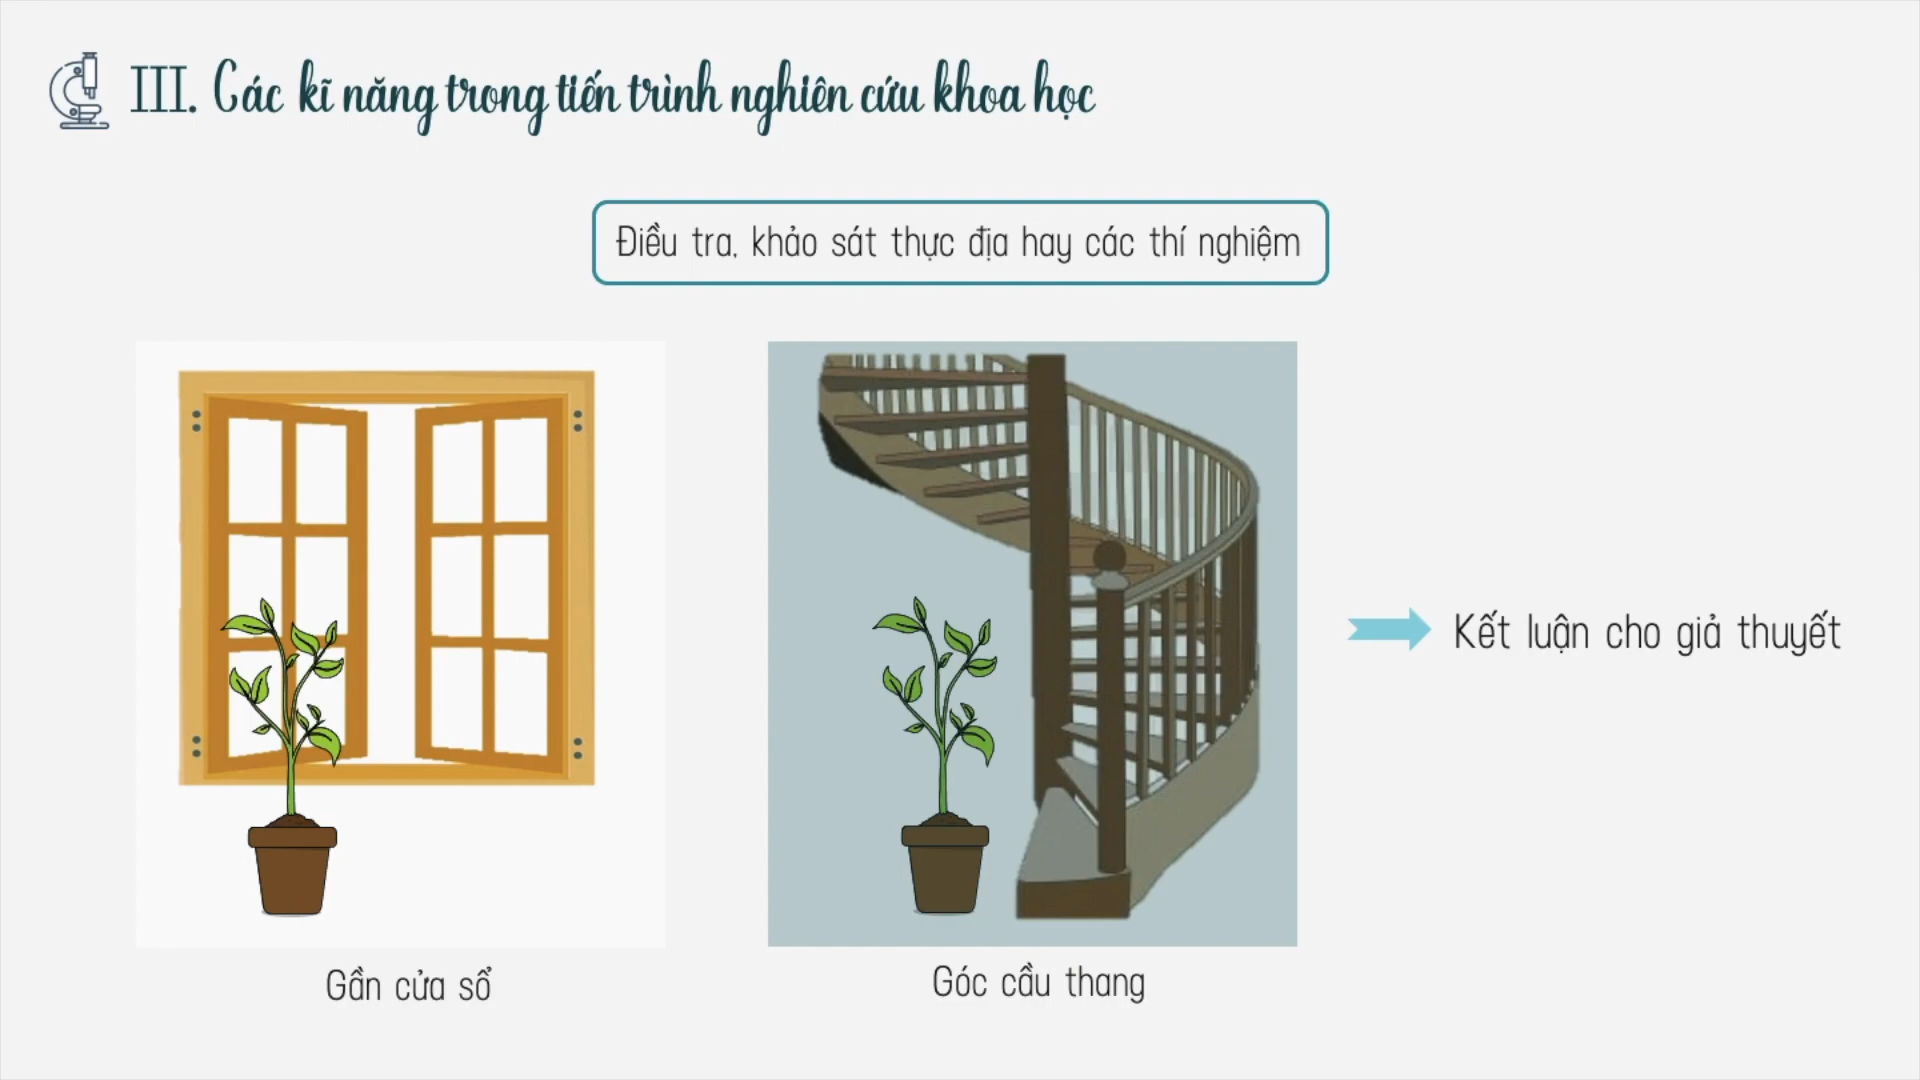 III. Các kĩ năng trong tiến trình nghiên cứu khoa học
Điều tra, khảo sát thực địa hay các thí nghiệm
Kết luận cho giả thuyết
Gần cửa sổ
Góc cầu thang